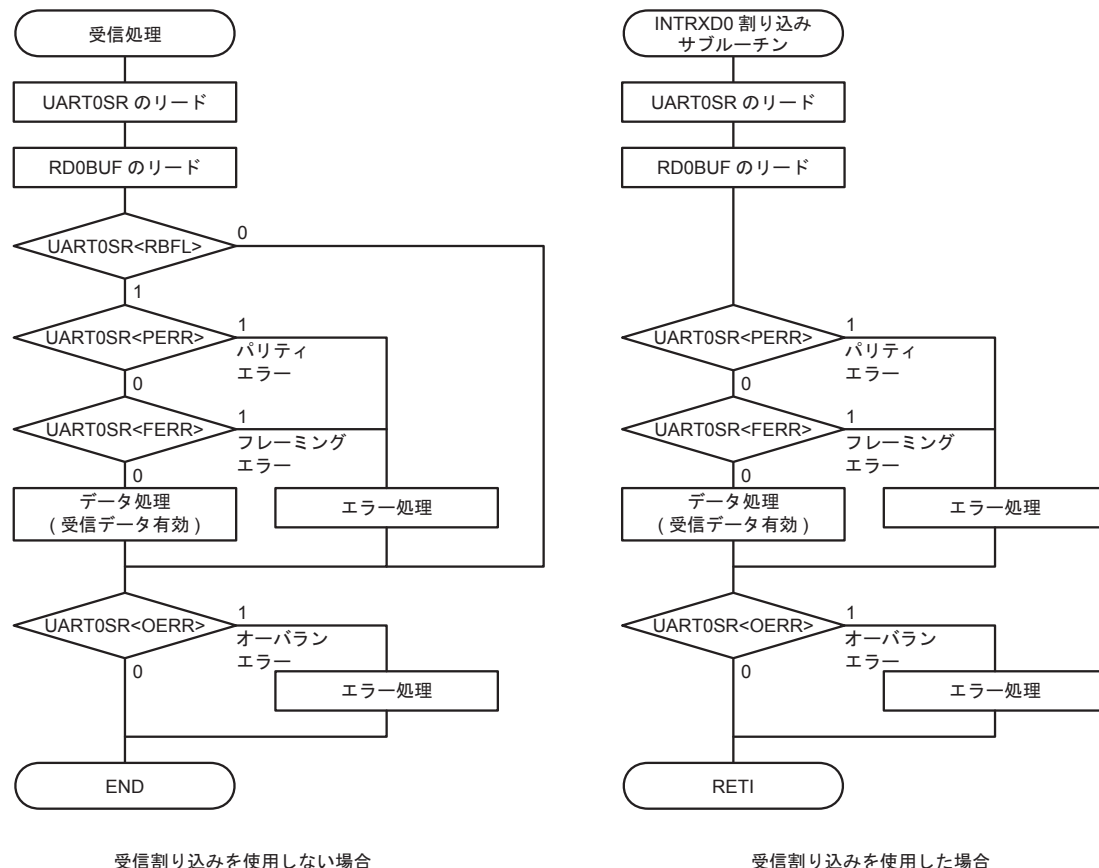 受信処理
UART0SR のリード
RD0BUF のリード
UART0SR<RBFL>
0
1
UART0SR<PERR>
1
パリティ
エラー
0
UART0SR<FERR>
1
フレーミング
エラー
0
データ処理
( 受信データ有効 )
エラー処理
UART0SR<OERR>
1
オーバラン
エラー
0
エラー処理
END
受信割り込みを使用しない場合
INTRXD0 割り込み
サブルーチン
UART0SR のリード
RD0BUF のリード
UART0SR<PERR>
1
パリティ
エラー
0
UART0SR<FERR>
1
フレーミング
エラー
0
データ処理
( 受信データ有効 )
エラー処理
UART0SR<OERR>
1
オーバラン
エラー
0
エラー処理
RETI
受信割り込みを使用した場合